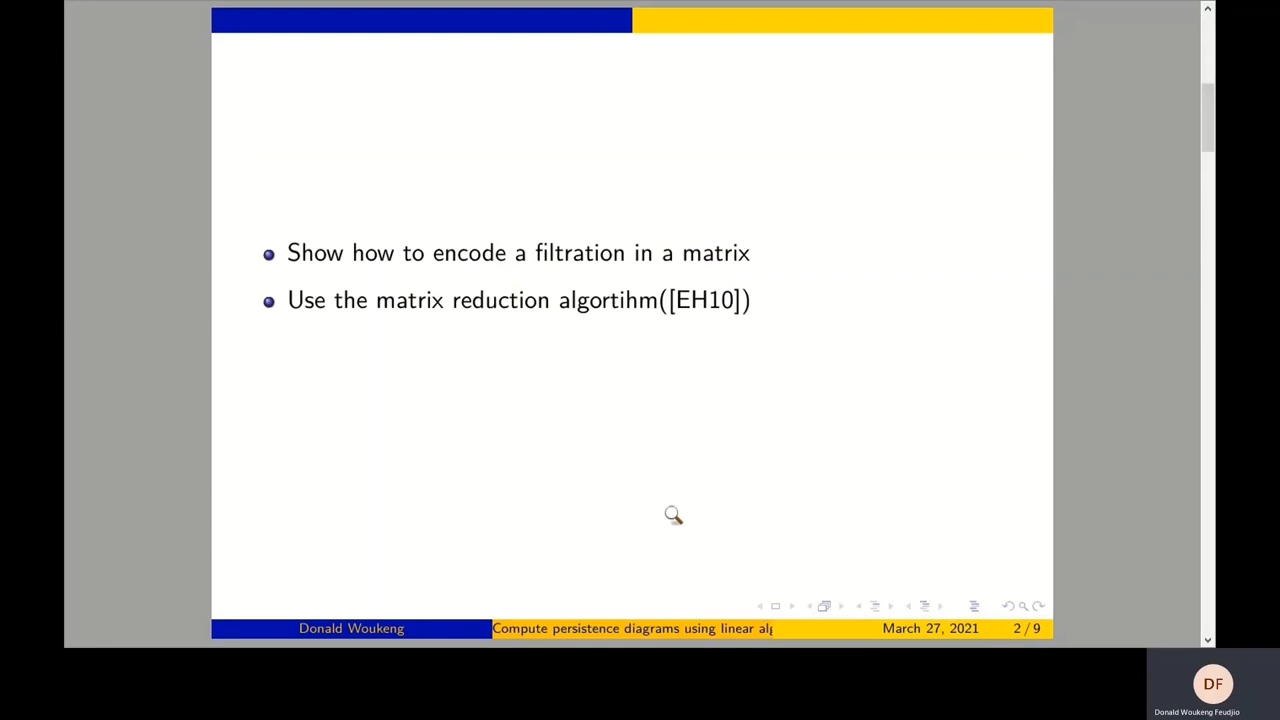 Show how to encode a filtration in a matrix
Use the matrix reduction algortihm([EH10])
Donald Woukeng
Compute persistence diagrams using linear alg
March 27, 2021
2 / 9
DF
Donald Woukeng Feudjio